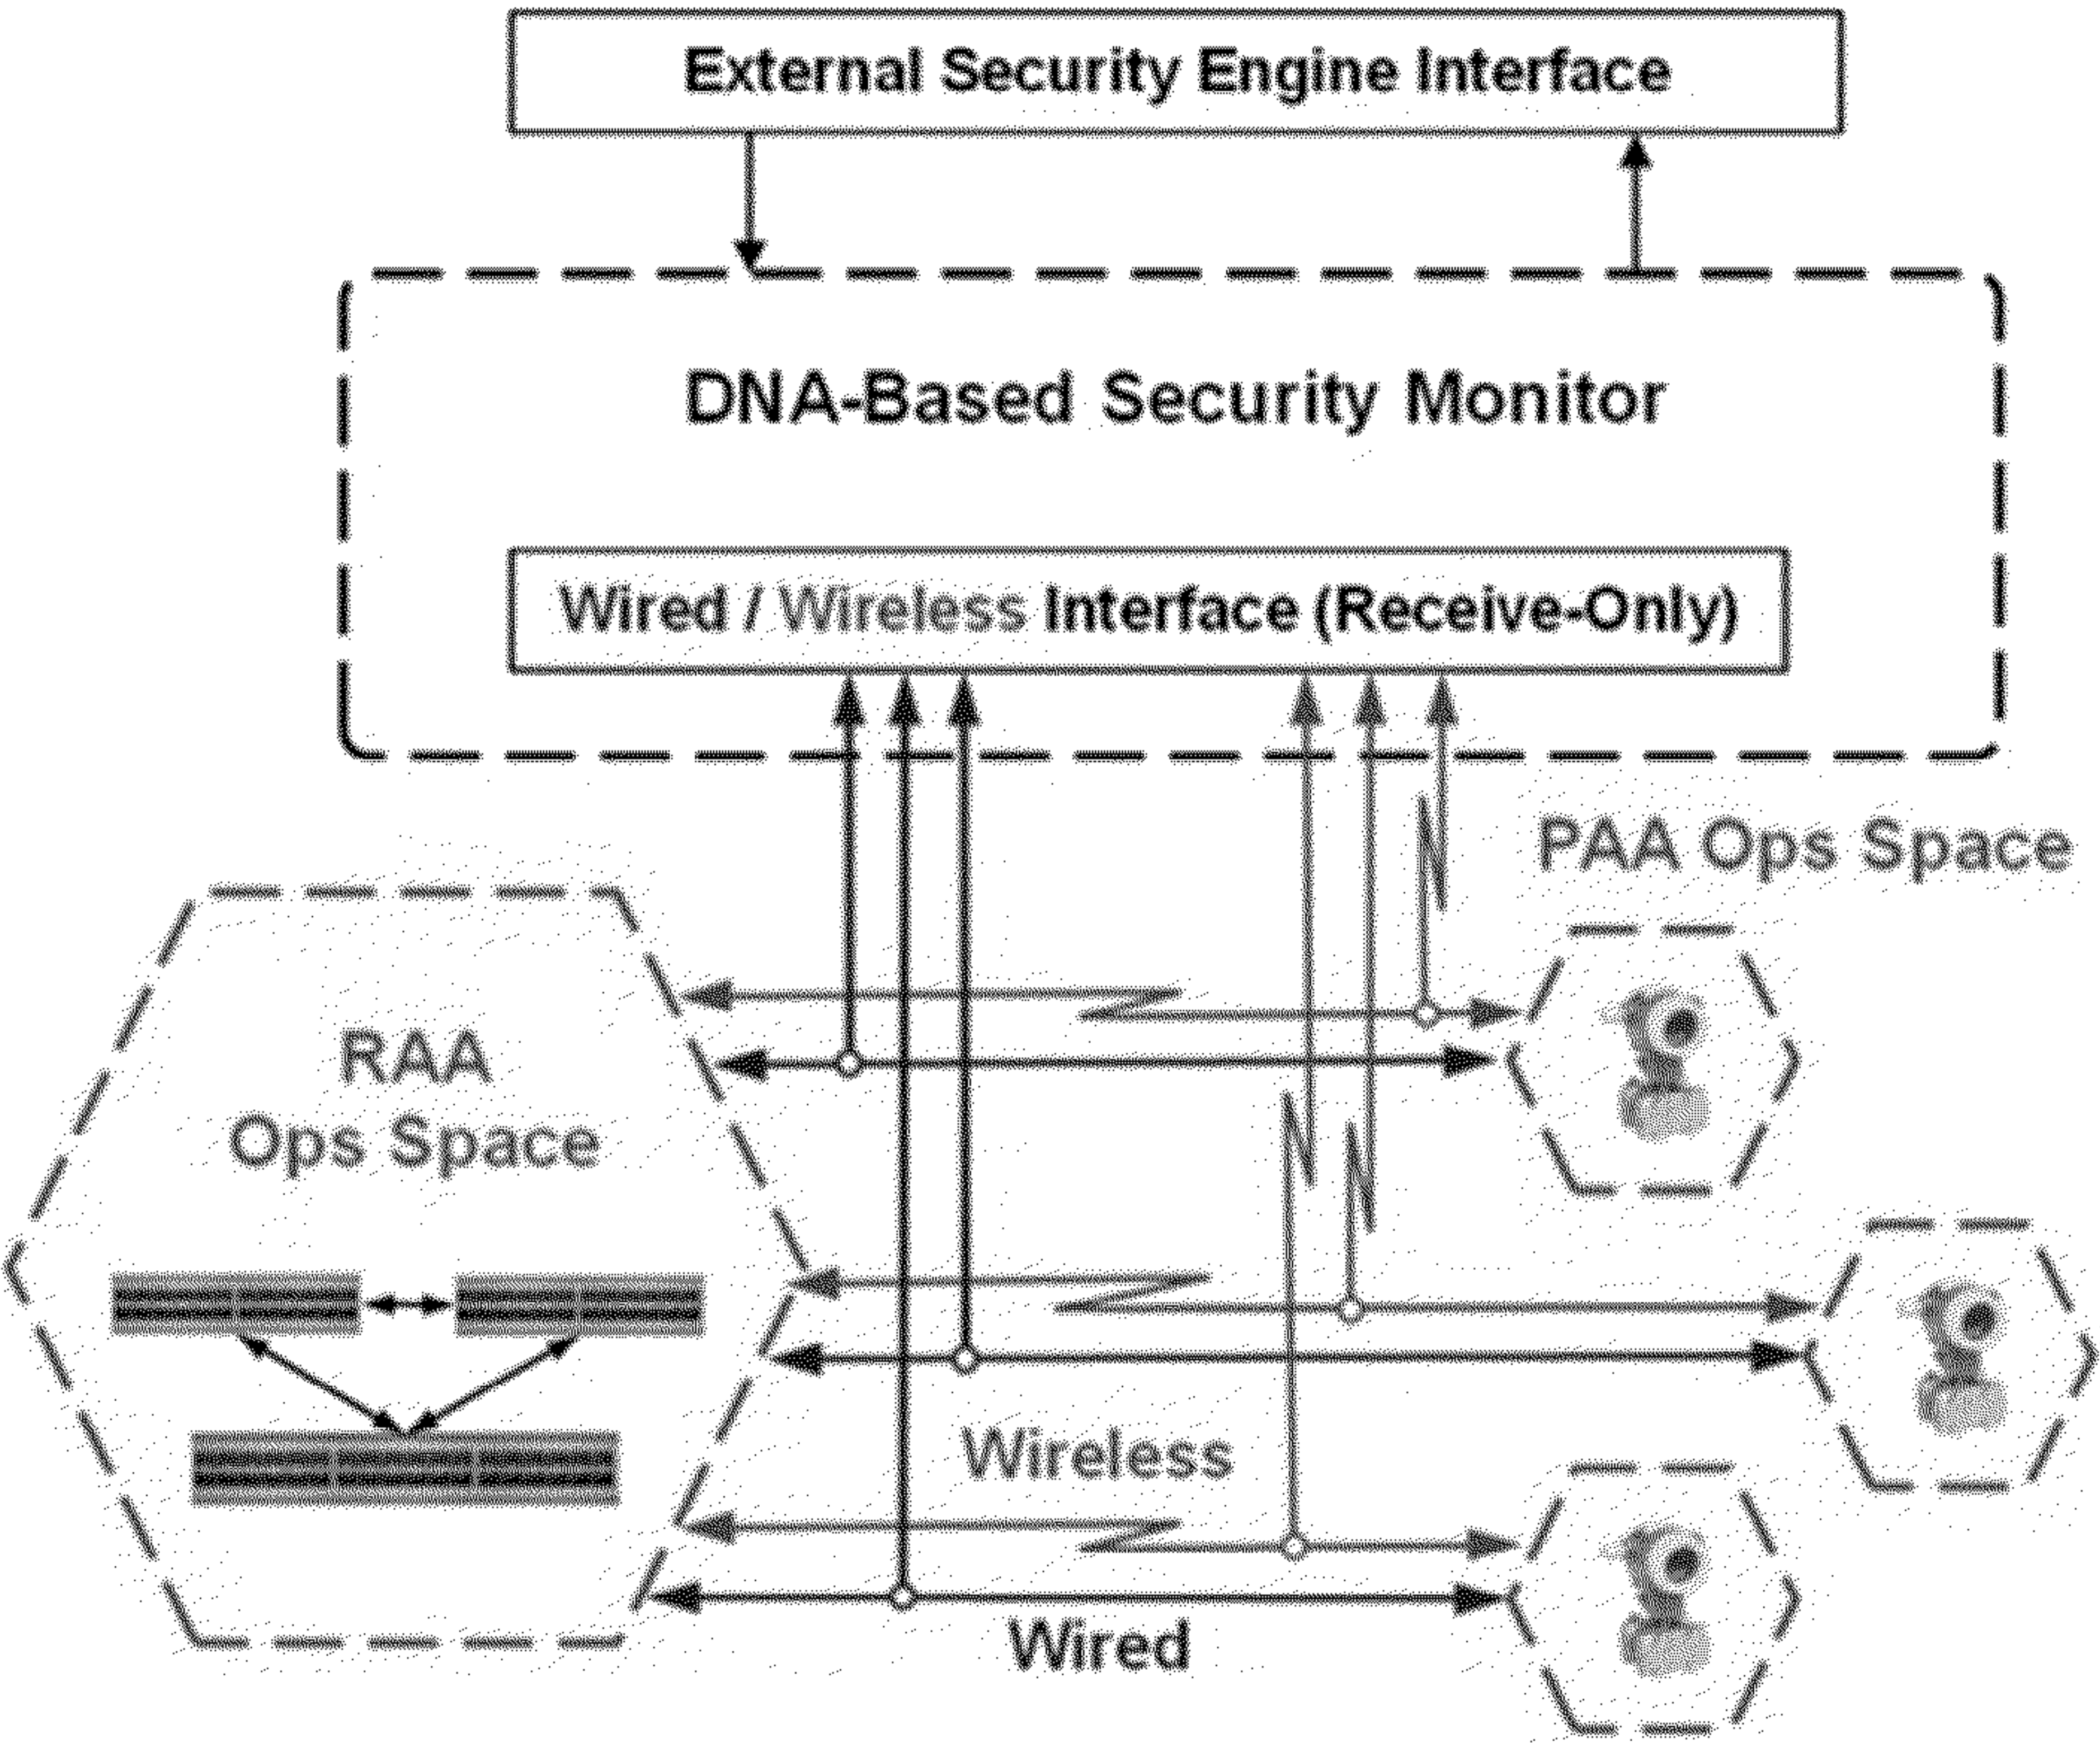 External Security Engine Interface
DNA-Based Security Monitor
Wired / Wireless Interface (Receive-Only)
PAA Ops Space
RAA
Ops Space
Wireless
Wired